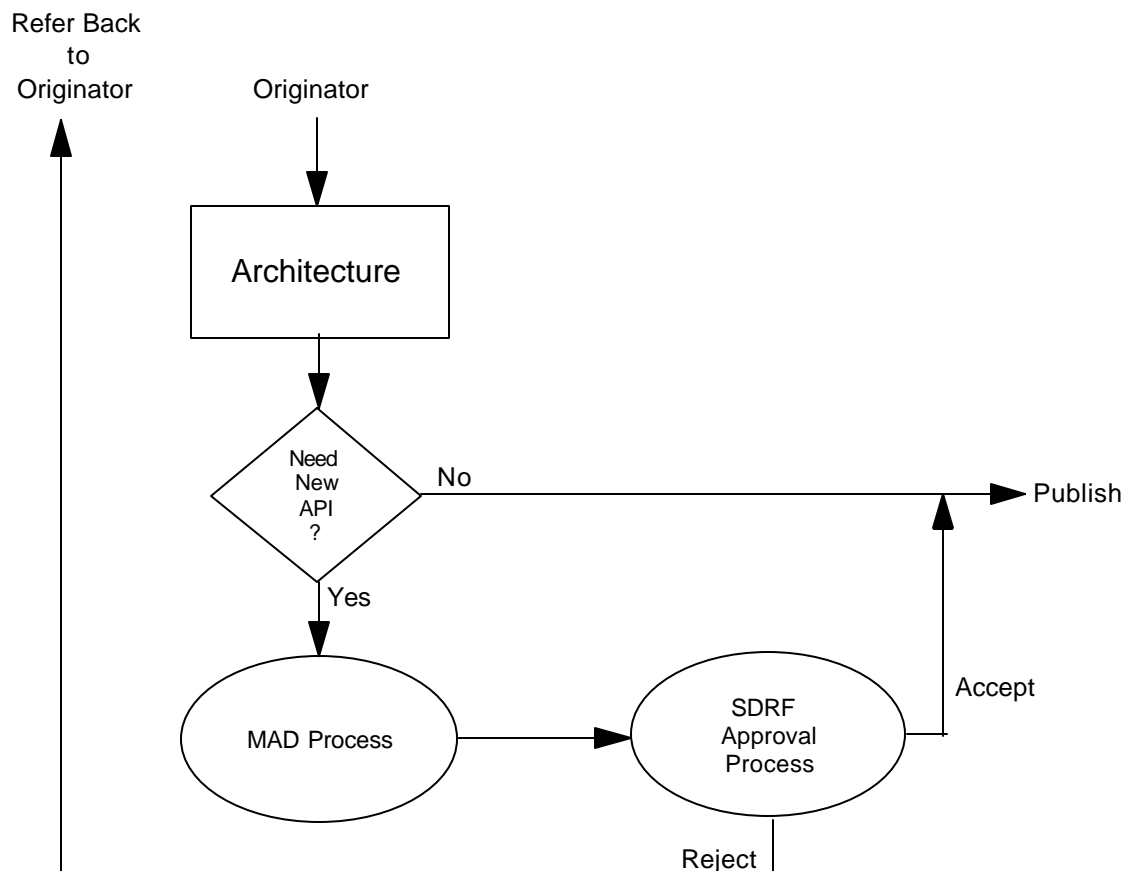 Refer Back
to
Originator
Originator
Architecture
Need
New
API
?
No
Publish
Yes
MAD Process
SDRF
Approval
Process
Accept
Reject